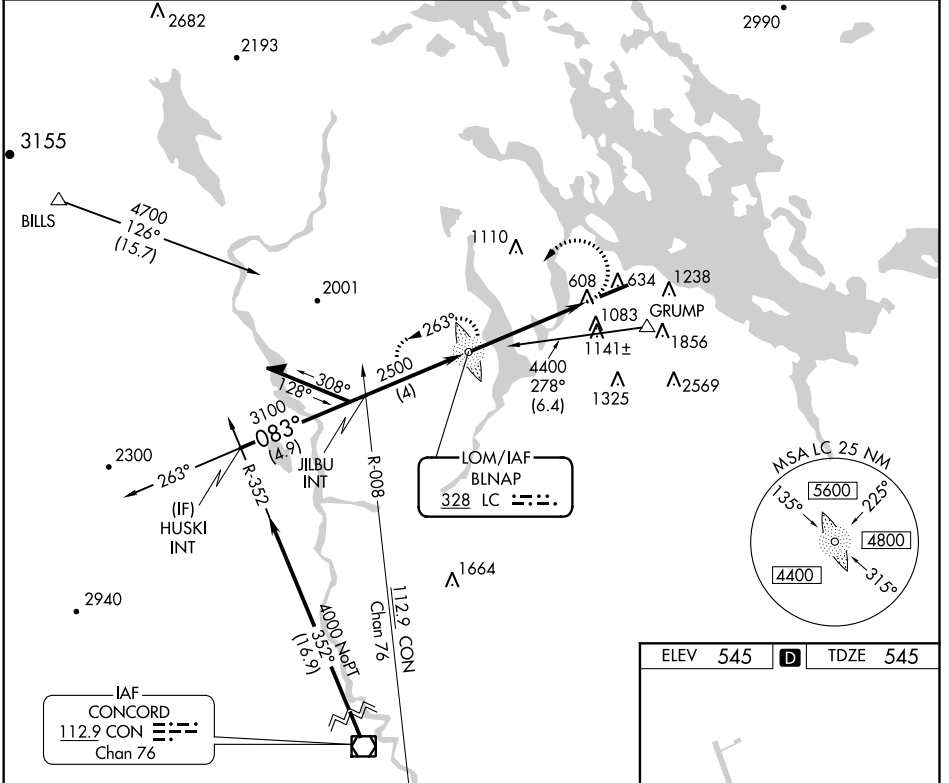 2682
2193
2990
3155
BILLS
4700
126°
(15.7)
1110
2001
608
634
1238
GRUMP
1083
1141±
1856
263°
2500
(4)
4400
278°
(6.4)
1325
2569
308°
128°
3100
083°
(4.9)
JILBU
INT
2300
263°
(IF)
HUSKI
INT
R-352
R-008
LOM/IAF
BLNAP
328 LC
MSA LC 25 NM
135°
5600
225°
4800
4400
315°
1664
2940
4000 NoPT
352°
(16.9)
112.9 CON
Chan 76
IAF
CONCORD
112.9 CON
Chan 76
ELEV 545 D TDZE 545